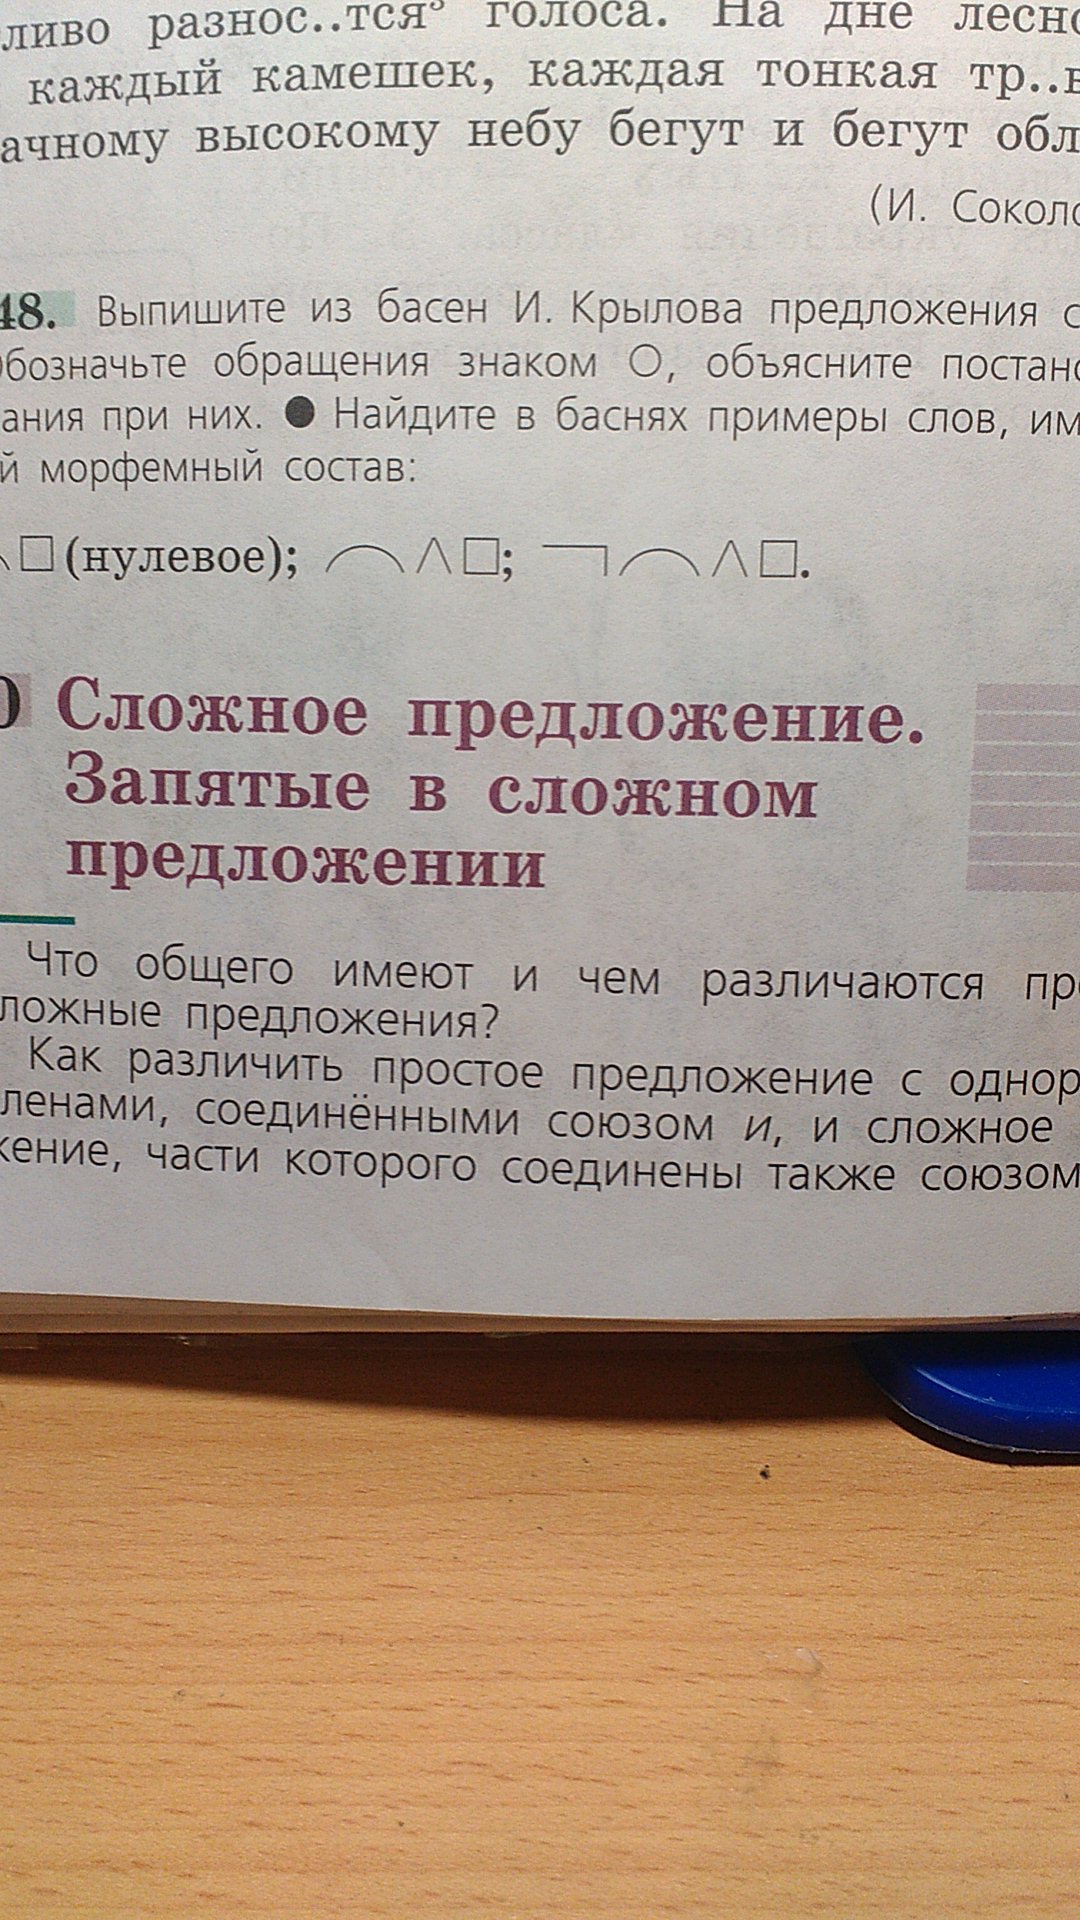 ливо разнос..тся³ голоса. На дне лесно
каждый камешек, каждая тонкая тр..в
ачному высокому небу бегут и бегут обл
(И. Соколо
48. Выпишите из басен И. Крылова предложения с
Обозначьте обращения знаком ○, объясните постано
ания при них. ● Найдите в баснях примеры слов, им
й морфемный состав:
□ (нулевое); ⌒ ∧ □; ¬ ⌒ ∧ □.
0 Сложное предложение.
Запятые в сложном
предложении
Что общего имеют и чем различаются пр
ложные предложения?
Как различить простое предложение с однор
ленами, соединёнными союзом и, и сложное
жение, части которого соединены также союзом